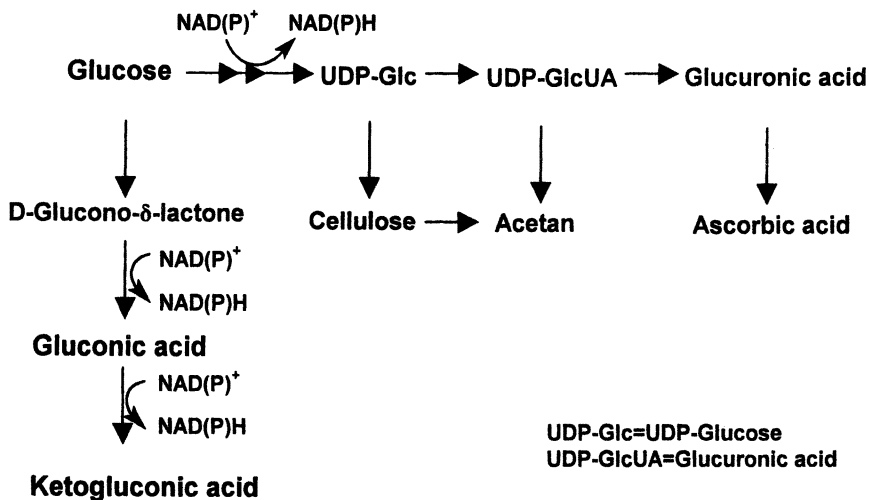 NAD(P)+ NAD(P)H
Glucose UDP-Glc UDP-GlcUA Glucuronic acid
D-Glucono-δ-lactone Cellulose Acetan Ascorbic acid
NAD(P)+
NAD(P)H
Gluconic acid
NAD(P)+
NAD(P)H
UDP-Glc=UDP-Glucose
UDP-GlcUA=Glucuronic acid
Ketogluconic acid